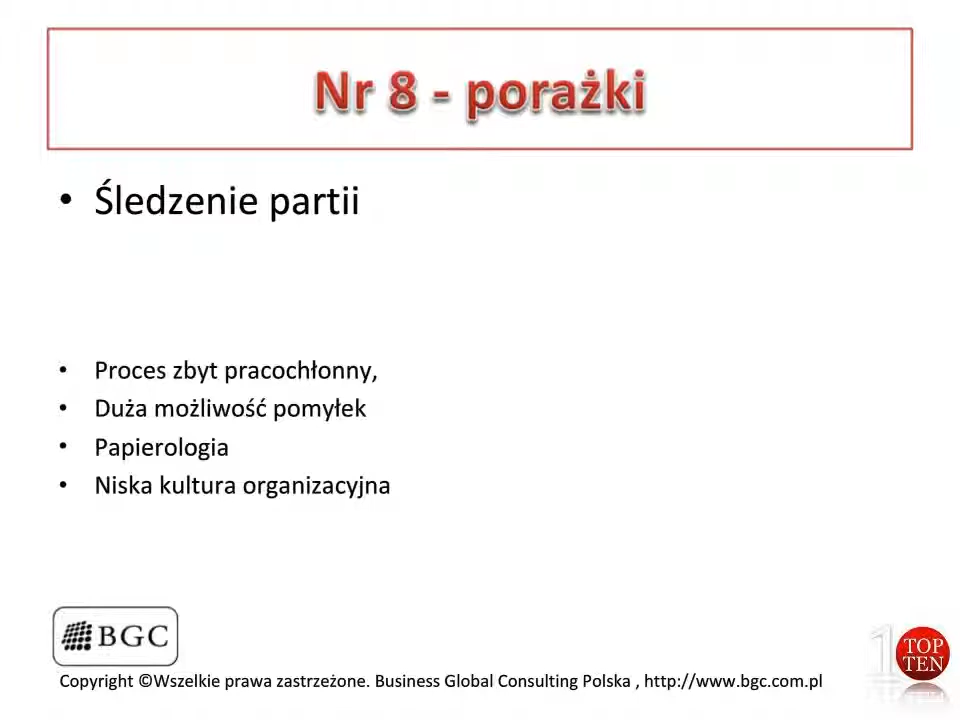 Nr 8 - porażki
• Śledzenie partii
• Proces zbyt pracochłonny,
• Duża możliwość pomyłek
• Papierologia
• Niska kultura organizacyjna
BGC
10
TOP
TEN
Copyright ©Wszelkie prawa zastrzeżone. Business Global Consulting Polska , http://www.bgc.com.pl